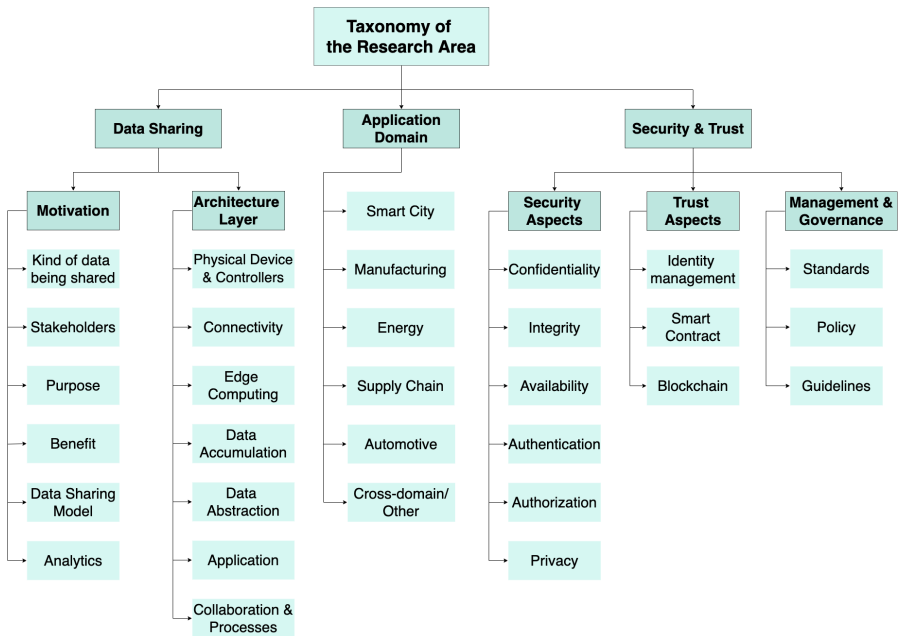 Taxonomy of
the Research Area
Data Sharing
Application
Domain
Security & Trust
Motivation
Architecture
Layer
Security
Aspects
Trust
Aspects
Management &
Governance
Kind of data
being shared
Stakeholders
Purpose
Benefit
Data Sharing
Model
Analytics
Physical Device
& Controllers
Connectivity
Edge
Computing
Data
Accumulation
Data
Abstraction
Application
Collaboration &
Processes
Smart City
Manufacturing
Energy
Supply Chain
Automotive
Cross-domain/
Other
Confidentiality
Integrity
Availability
Authentication
Authorization
Privacy
Identity
management
Smart
Contract
Blockchain
Standards
Policy
Guidelines